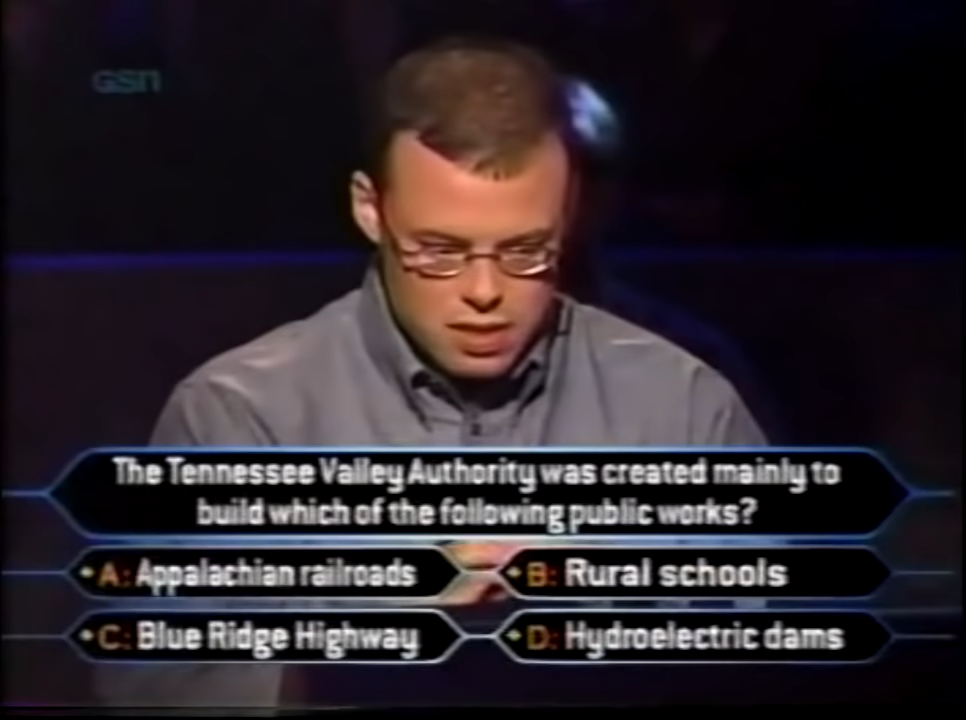 GSN
The Tennessee Valley Authority was created mainly to
build which of the following public works?
A: Appalachian railroads
B: Rural schools
C: Blue Ridge Highway
D: Hydroelectric dams